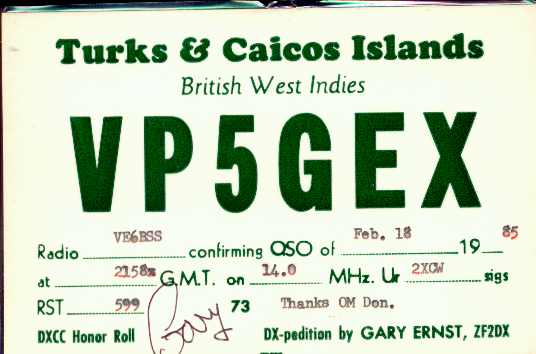 Turks & Caicos Islands
British West Indies
VP5GEX
Radio VE6BSS confirming QSO of Feb. 18 1985
at 2158z G.M.T. on 14.0 MHz. Ur 2XCW sigs
RST 599 Gary 73 Thanks OM Don.
DXCC Honor Roll DX-pedition by GARY ERNST, ZF2DX